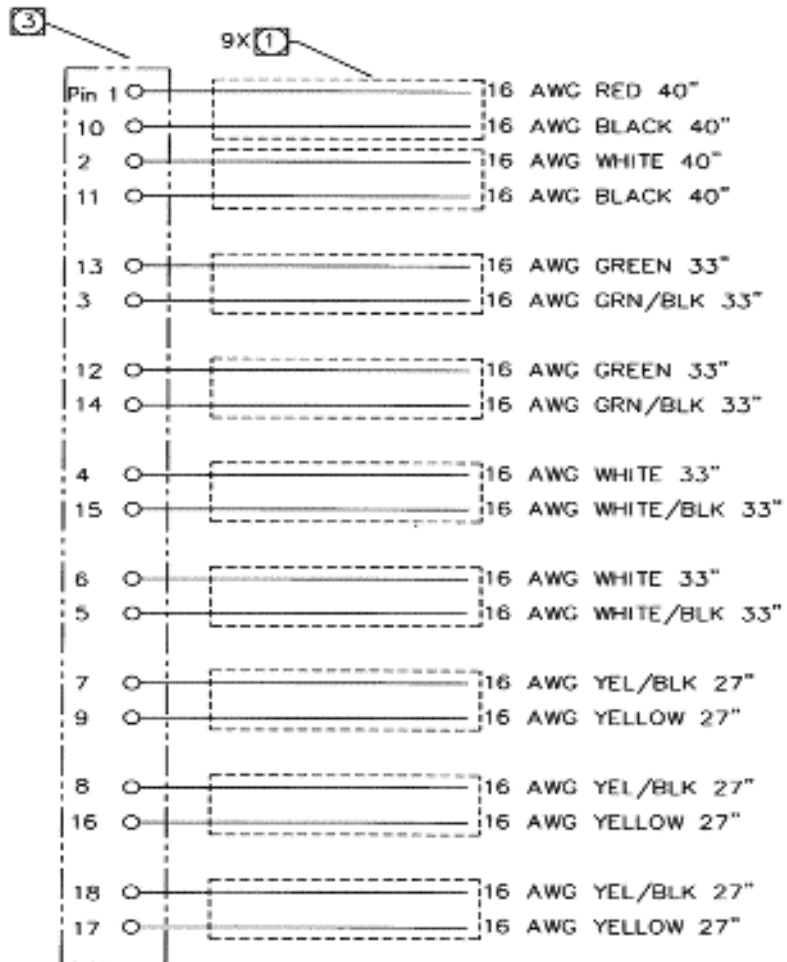 3
9X 1
Pin 1 16 AWG RED 40"
10 16 AWG BLACK 40"
2 16 AWG WHITE 40"
11 16 AWG BLACK 40"
13 16 AWG GREEN 33"
3 16 AWG GRN/BLK 33"
12 16 AWG GREEN 33"
14 16 AWG GRN/BLK 33"
4 16 AWG WHITE 33"
15 16 AWG WHITE/BLK 33"
6 16 AWG WHITE 33"
5 16 AWG WHITE/BLK 33"
7 16 AWG YEL/BLK 27"
9 16 AWG YELLOW 27"
8 16 AWG YEL/BLK 27"
16 16 AWG YELLOW 27"
18 16 AWG YEL/BLK 27"
17 16 AWG YELLOW 27"